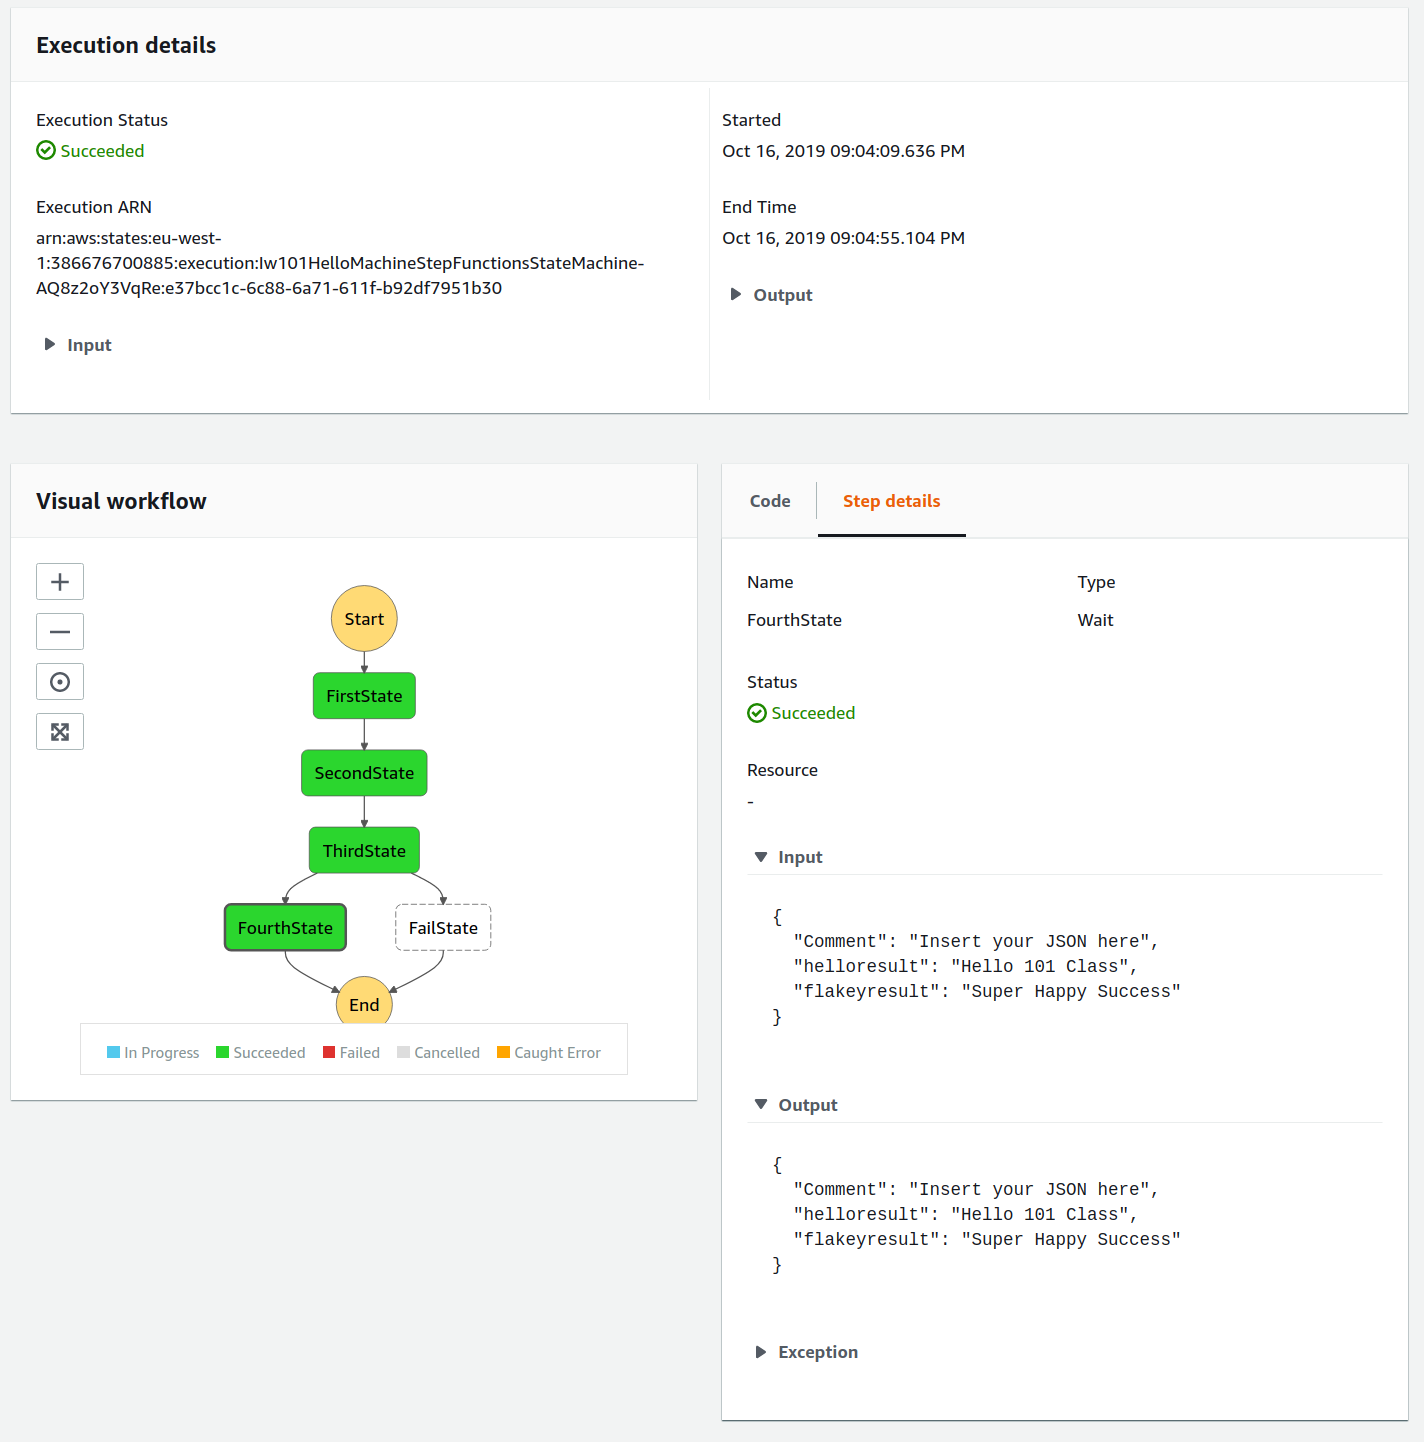 Execution details
Execution Status
Succeeded
Execution ARN
arn:aws:states:eu-west-
1:386676700885:execution:Iw101HelloMachineStepFunctionsStateMachine-
AQ8z2oY3VqRe:e37bcc1c-6c88-6a71-611f-b92df7951b30
Input
Started
Oct 16, 2019 09:04:09.636 PM
End Time
Oct 16, 2019 09:04:55.104 PM
Output
Visual workflow
Start
FirstState
SecondState
ThirdState
FourthState
FailState
End
In Progress
Succeeded
Failed
Cancelled
Caught Error
Code
Step details
Name
FourthState
Type
Wait
Status
Succeeded
Resource
-
Input
{
"Comment": "Insert your JSON here",
"helloresult": "Hello 101 Class",
"flakeyresult": "Super Happy Success"
}
Output
{
"Comment": "Insert your JSON here",
"helloresult": "Hello 101 Class",
"flakeyresult": "Super Happy Success"
}
Exception